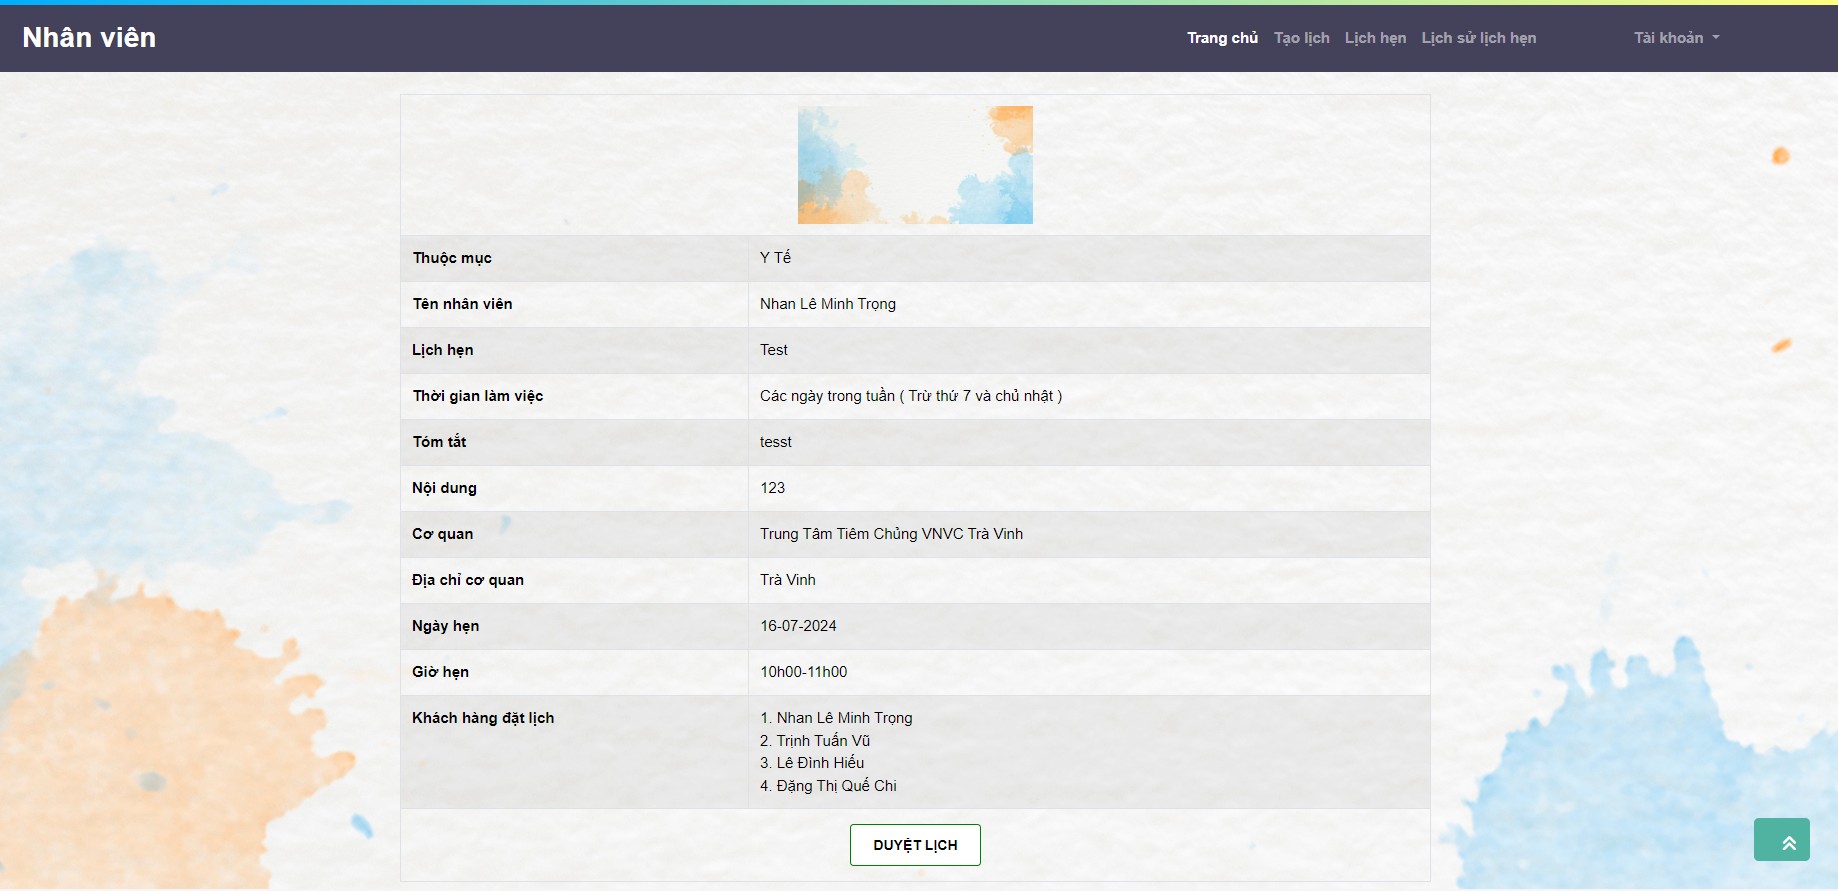 Nhân viên
Trang chủ Tạo lịch Lịch hẹn Lịch sử lịch hẹn Tài khoản
Thuộc mục Y Tế
Tên nhân viên Nhan Lê Minh Trọng
Lịch hẹn Test
Thời gian làm việc Các ngày trong tuần ( Trừ thứ 7 và chủ nhật )
Tóm tắt tesst
Nội dung 123
Cơ quan Trung Tâm Tiêm Chủng VNVC Trà Vinh
Địa chỉ cơ quan Trà Vinh
Ngày hẹn 16-07-2024
Giờ hẹn 10h00-11h00
Khách hàng đặt lịch 1. Nhan Lê Minh Trọng
2. Trịnh Tuấn Vũ
3. Lê Đình Hiếu
4. Đặng Thị Quế Chi
DUYỆT LỊCH